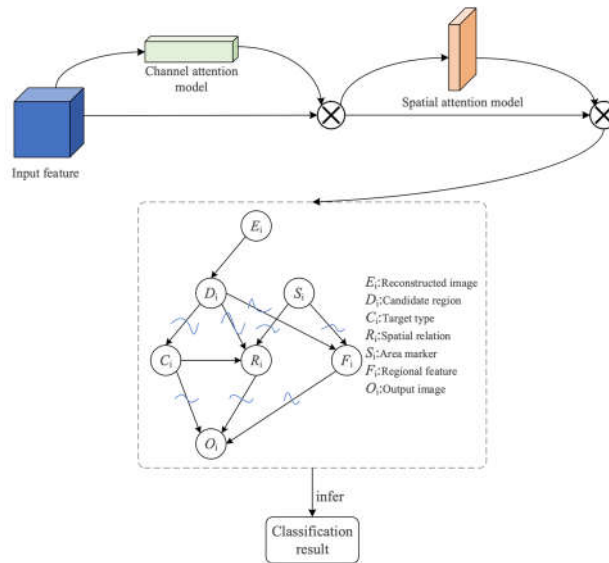 Channel attention
model
Spatial attention model
Input feature
Ei
Di
Si
Ci
Ri
Fi
Oi
Ei:Reconstructed image
Di:Candidate region
Ci:Target type
Ri:Spatial relation
Si:Area marker
Fi:Regional feature
Oi:Output image
infer
Classification
result